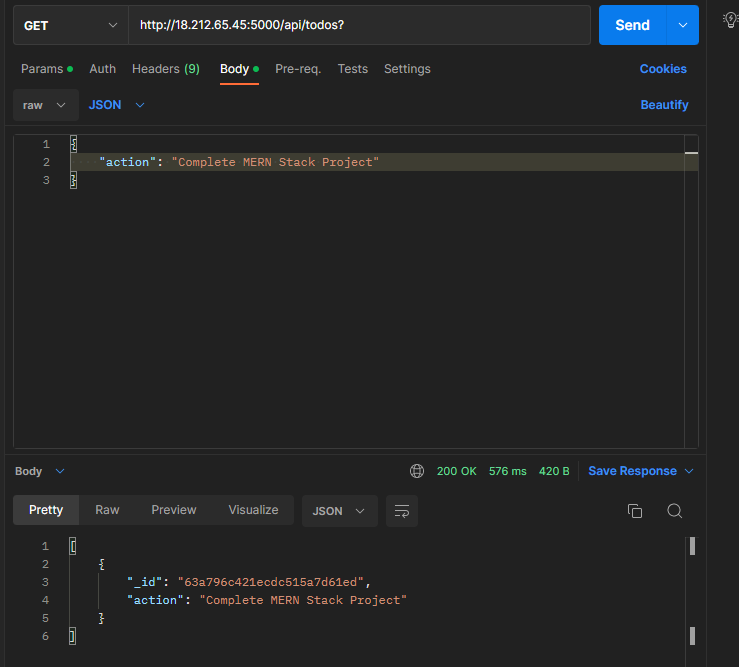 GET http://18.212.65.45:5000/api/todos? Send
Params Auth Headers (9) Body Pre-req. Tests Settings Cookies
raw JSON Beautify
1 {
2 "action": "Complete MERN Stack Project"
3 }
Body 200 OK 576 ms 420 B Save Response
Pretty Raw Preview Visualize JSON
1 [
2 {
3 "_id": "63a796c421ecdc515a7d61ed",
4 "action": "Complete MERN Stack Project"
5 }
6 ]